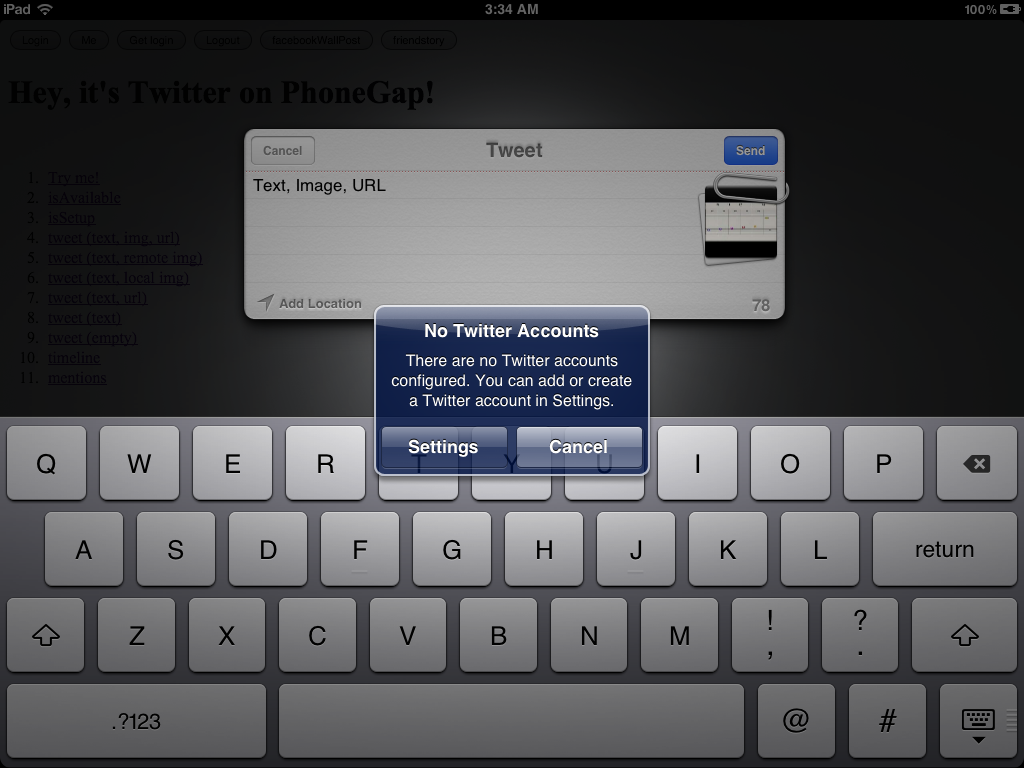 iPad 3:34 AM 100%
Login Me Get login Logout facebookWallPost friendstory
Hey, it's Twitter on PhoneGap!
Cancel Tweet Send
Text, Image, URL
1. Try me!
2. isAvailable
3. isSetup
4. tweet (text, img, url)
5. tweet (text, remote img)
6. tweet (text, local img)
7. tweet (text, url)
8. tweet (text)
9. tweet (empty)
10. timeline
11. mentions
Add Location 78
No Twitter Accounts
There are no Twitter accounts
configured. You can add or create
a Twitter account in Settings.
Settings Cancel
Q W E R T Y U I O P
A S D F G H J K L return
Z X C V B N M ! , ? .
.?123 @ #